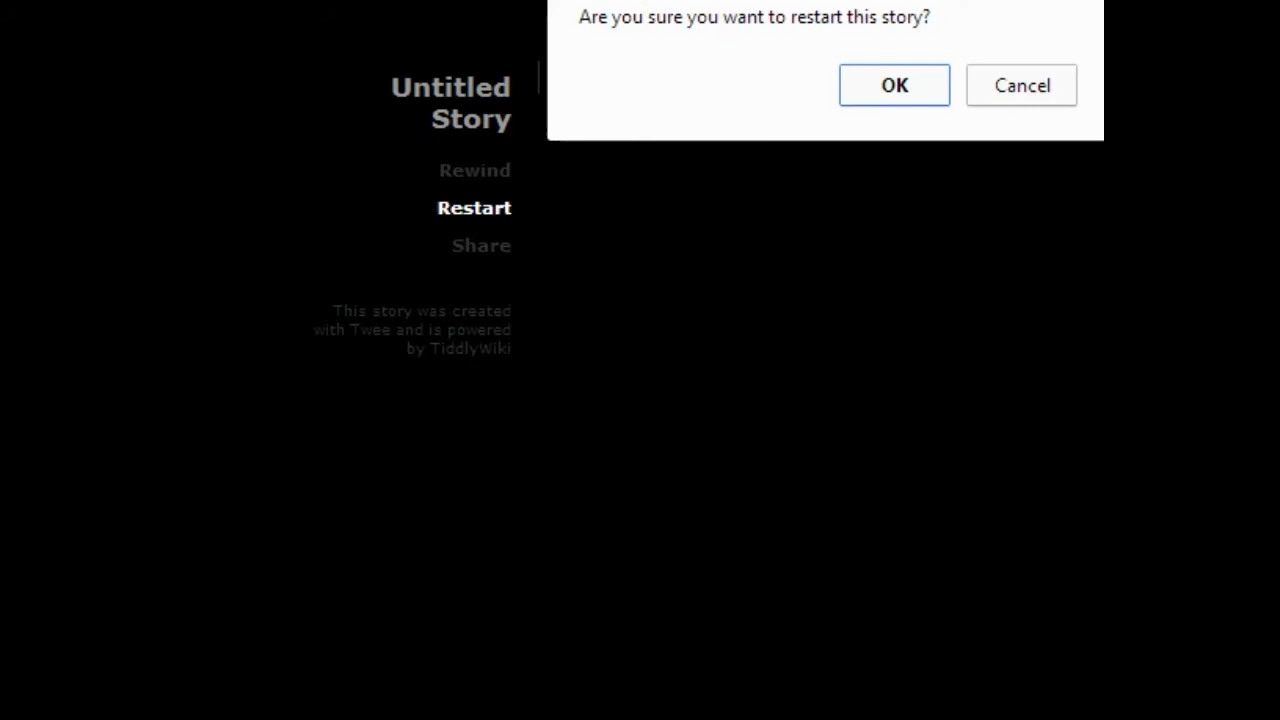 Are you sure you want to restart this story?
OK
Cancel
Untitled
Story
Rewind
Restart
Share
This story was created
with Twee and is powered
by TiddlyWiki